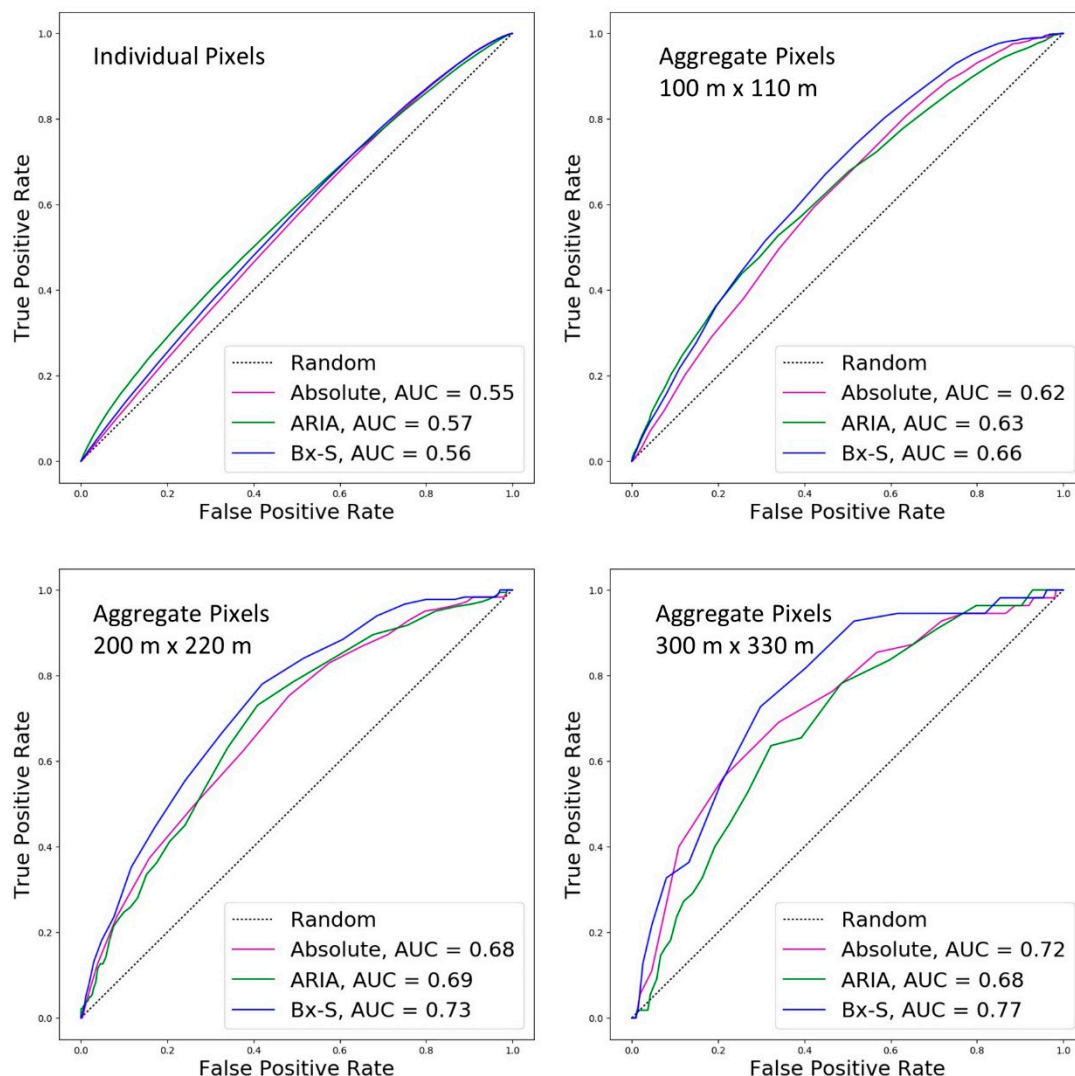 Individual Pixels
1.0
0.8
0.6
0.4
0.2
0.0
True Positive Rate
Random
Absolute, AUC = 0.55
ARIA, AUC = 0.57
Bx-S, AUC = 0.56
0.0 0.2 0.4 0.6 0.8 1.0
False Positive Rate
Aggregate Pixels
100 m x 110 m
1.0
0.8
0.6
0.4
0.2
0.0
True Positive Rate
Random
Absolute, AUC = 0.62
ARIA, AUC = 0.63
Bx-S, AUC = 0.66
0.0 0.2 0.4 0.6 0.8 1.0
False Positive Rate
Aggregate Pixels
200 m x 220 m
1.0
0.8
0.6
0.4
0.2
0.0
True Positive Rate
Random
Absolute, AUC = 0.68
ARIA, AUC = 0.69
Bx-S, AUC = 0.73
0.0 0.2 0.4 0.6 0.8 1.0
False Positive Rate
Aggregate Pixels
300 m x 330 m
1.0
0.8
0.6
0.4
0.2
0.0
True Positive Rate
Random
Absolute, AUC = 0.72
ARIA, AUC = 0.68
Bx-S, AUC = 0.77
0.0 0.2 0.4 0.6 0.8 1.0
False Positive Rate